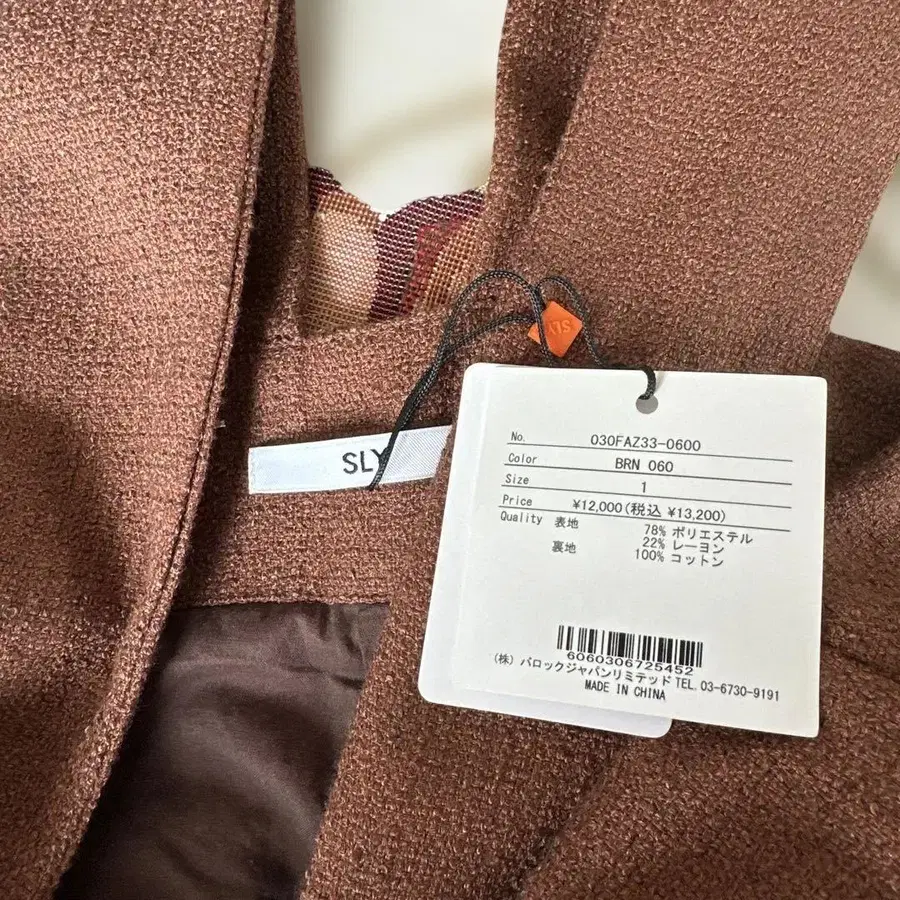 SLY
SLY
No. 030FAZ33-0600
Color BRN 060
Size 1
Price ¥12,000(税込 ¥13,200)
Quality 表地 78% ポリエステル
22% レーヨン
裏地 100% コットン
6060306725452
(株) バロックジャパンリミテッド TEL. 03-6730-9191
MADE IN CHINA